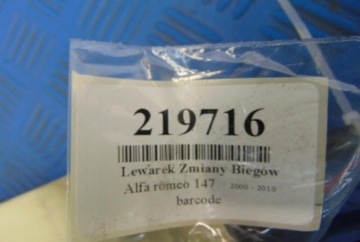 219716
Lewarek Zmiany Biegów
Alfa romeo 147 - 2000 - 2010
barcode